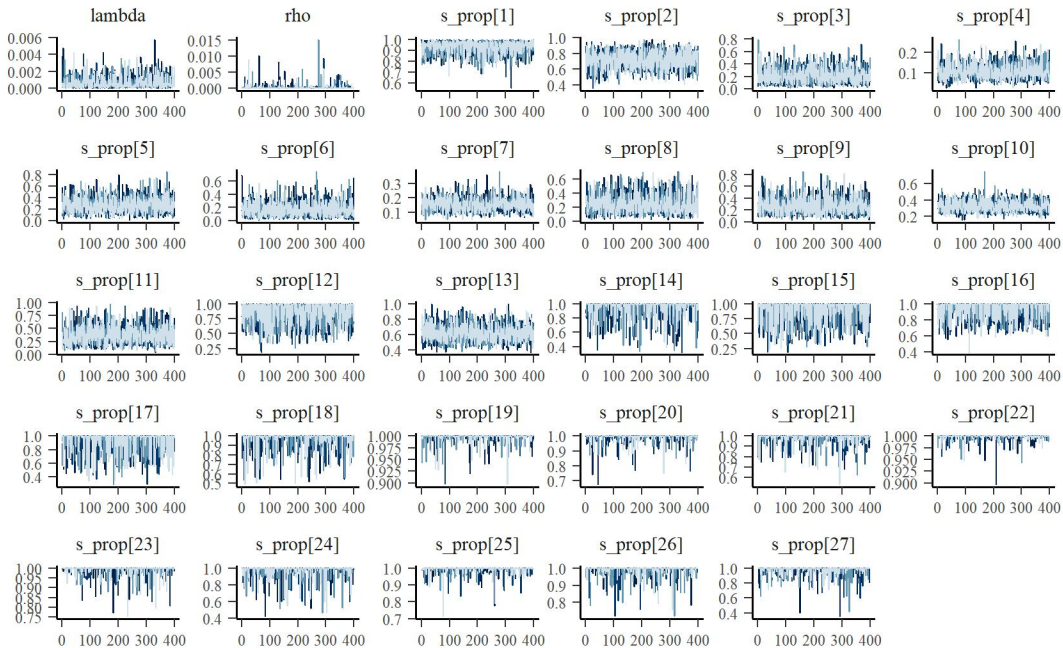 lambda rho s_prop[1] s_prop[2] s_prop[3] s_prop[4]
0.006 0.015 1.0 1.0 0.8 0.2
0.004 0.010 0.9 0.8 0.6 0.1
0.002 0.005 0.8 0.6 0.4
0.000 0.000 0.6 0.4 0.2
0.0
0 100 200 300 400 0 100 200 300 400 0 100 200 300 400 0 100 200 300 400 0 100 200 300 400 0 100 200 300 400
s_prop[5] s_prop[6] s_prop[7] s_prop[8] s_prop[9] s_prop[10]
0.8 0.6 0.3 0.6 0.8 0.6
0.6 0.4 0.2 0.4 0.6 0.4
0.4 0.2 0.1 0.2 0.4 0.2
0.2 0.0 0.0 0.2
0.0 0.0
0 100 200 300 400 0 100 200 300 400 0 100 200 300 400 0 100 200 300 400 0 100 200 300 400 0 100 200 300 400
s_prop[11] s_prop[12] s_prop[13] s_prop[14] s_prop[15] s_prop[16]
1.00 1.00 1.0 1.0 1.00 1.0
0.75 0.75 0.8 0.8 0.75 0.8
0.50 0.50 0.6 0.6 0.50 0.6
0.25 0.25 0.4 0.4 0.25 0.4
0.00
0 100 200 300 400 0 100 200 300 400 0 100 200 300 400 0 100 200 300 400 0 100 200 300 400 0 100 200 300 400
s_prop[17] s_prop[18] s_prop[19] s_prop[20] s_prop[21] s_prop[22]
1.0 1.0 1.000 1.0 1.0 1.000
0.8 0.9 0.975 0.9 0.9 0.975
0.6 0.8 0.950 0.8 0.8 0.950
0.4 0.7 0.925 0.7 0.7 0.925
0.6 0.900 0.6 0.900
0.5
0 100 200 300 400 0 100 200 300 400 0 100 200 300 400 0 100 200 300 400 0 100 200 300 400 0 100 200 300 400
s_prop[23] s_prop[24] s_prop[25] s_prop[26] s_prop[27]
1.00 1.0 1.0 1.0 1.0
0.95 0.8 0.9 0.9 0.8
0.90 0.6 0.8 0.8 0.6
0.85 0.4 0.7 0.4
0.80
0.75
0 100 200 300 400 0 100 200 300 400 0 100 200 300 400 0 100 200 300 400 0 100 200 300 400